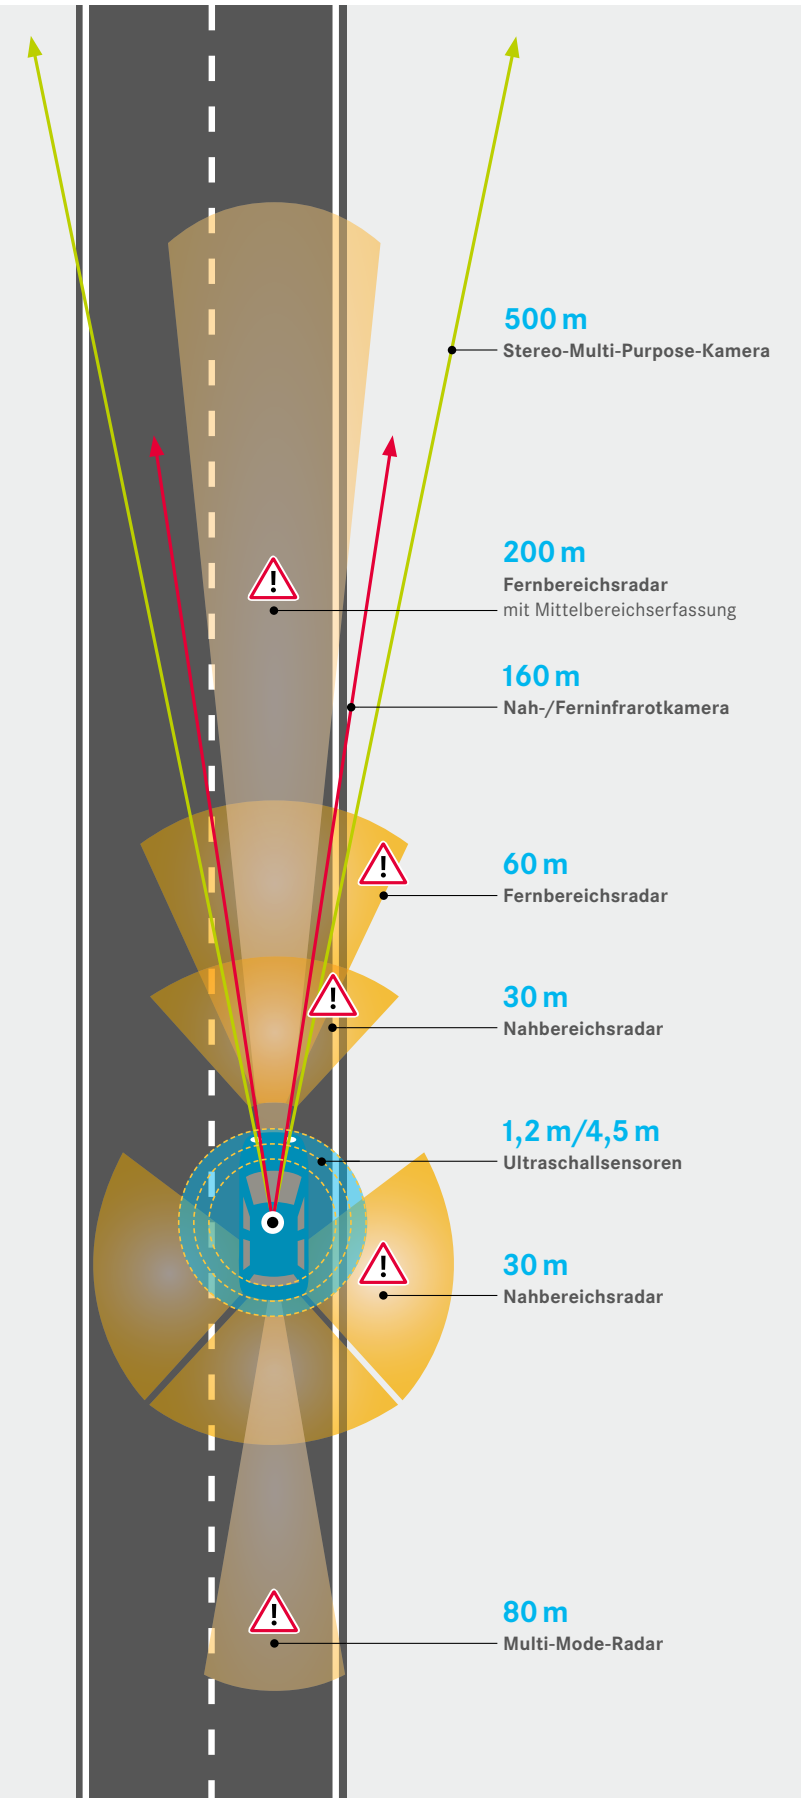 500 m
Stereo-Multi-Purpose-Kamera
200 m
Fernbereichsradar
mit Mittelbereichserfassung
160 m
Nah-/Ferninfrarotkamera
!
60 m
Fernbereichsradar
!
30 m
Nahbereichsradar
!
1,2 m/4,5 m
Ultraschallsensoren
30 m
Nahbereichsradar
!
80 m
Multi-Mode-Radar
!